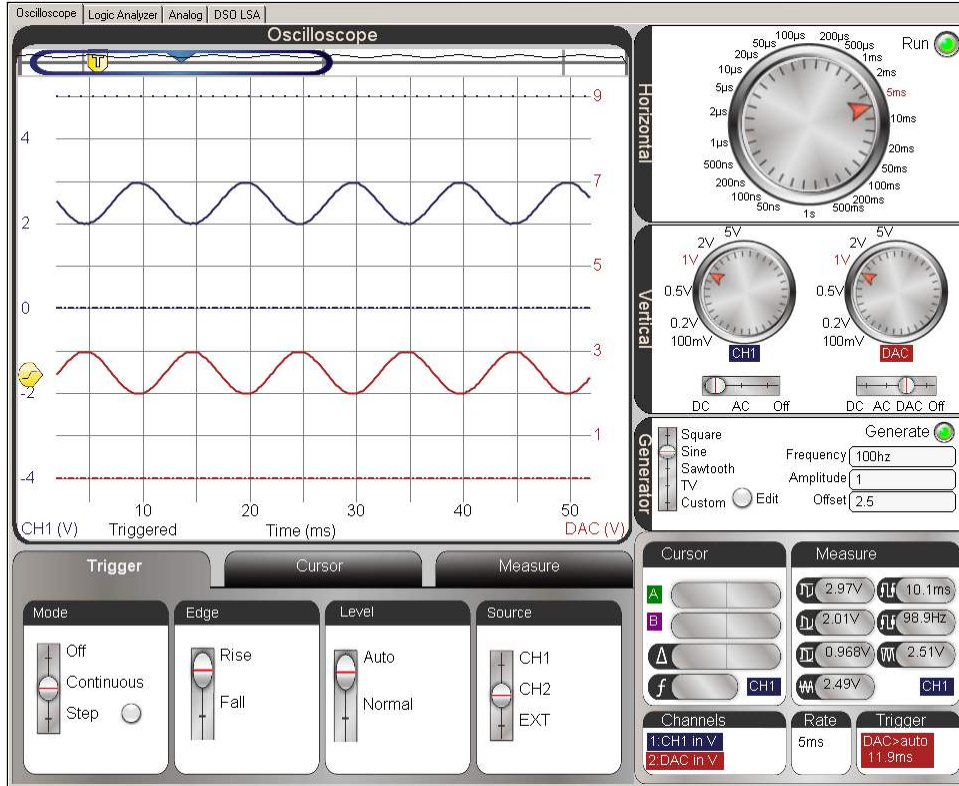 Oscilloscope Logic Analyzer Analog DSO LSA
Oscilloscope
T
9
4
7
2
5
0
3
-2
1
-4
10 20 30 40 50
CH1 (V) Triggered Time (ms) DAC (V)
Horizontal
Run
100µs 200µs
50µs 500µs
20µs 1ms
10µs 2ms
5µs 5ms
2µs 10ms
1µs 20ms
500ns 50ms
200ns 100ms
100ns 200ms
50ns 500ms
1s
Vertical
5V 5V
2V 2V
1V 1V
0.5V 0.5V
0.2V 0.2V
100mV 100mV
CH1 DAC
DC AC Off DC AC DAC Off
Generator
Square
Sine
Sawtooth
TV
Custom Edit
Generate
Frequency 100hz
Amplitude 1
Offset 2.5
Trigger Cursor Measure
Mode
Off
Continuous
Step
Edge
Rise
Fall
Level
Auto
Normal
Source
CH1
CH2
EXT
Cursor
A
B
Δ
f CH1
Measure
2.97V 10.1ms
2.01V 98.9Hz
0.968V 2.51V
2.49V CH1
Channels
1:CH1 in V
2:DAC in V
Rate
5ms
Trigger
DAC>auto
11.9ms